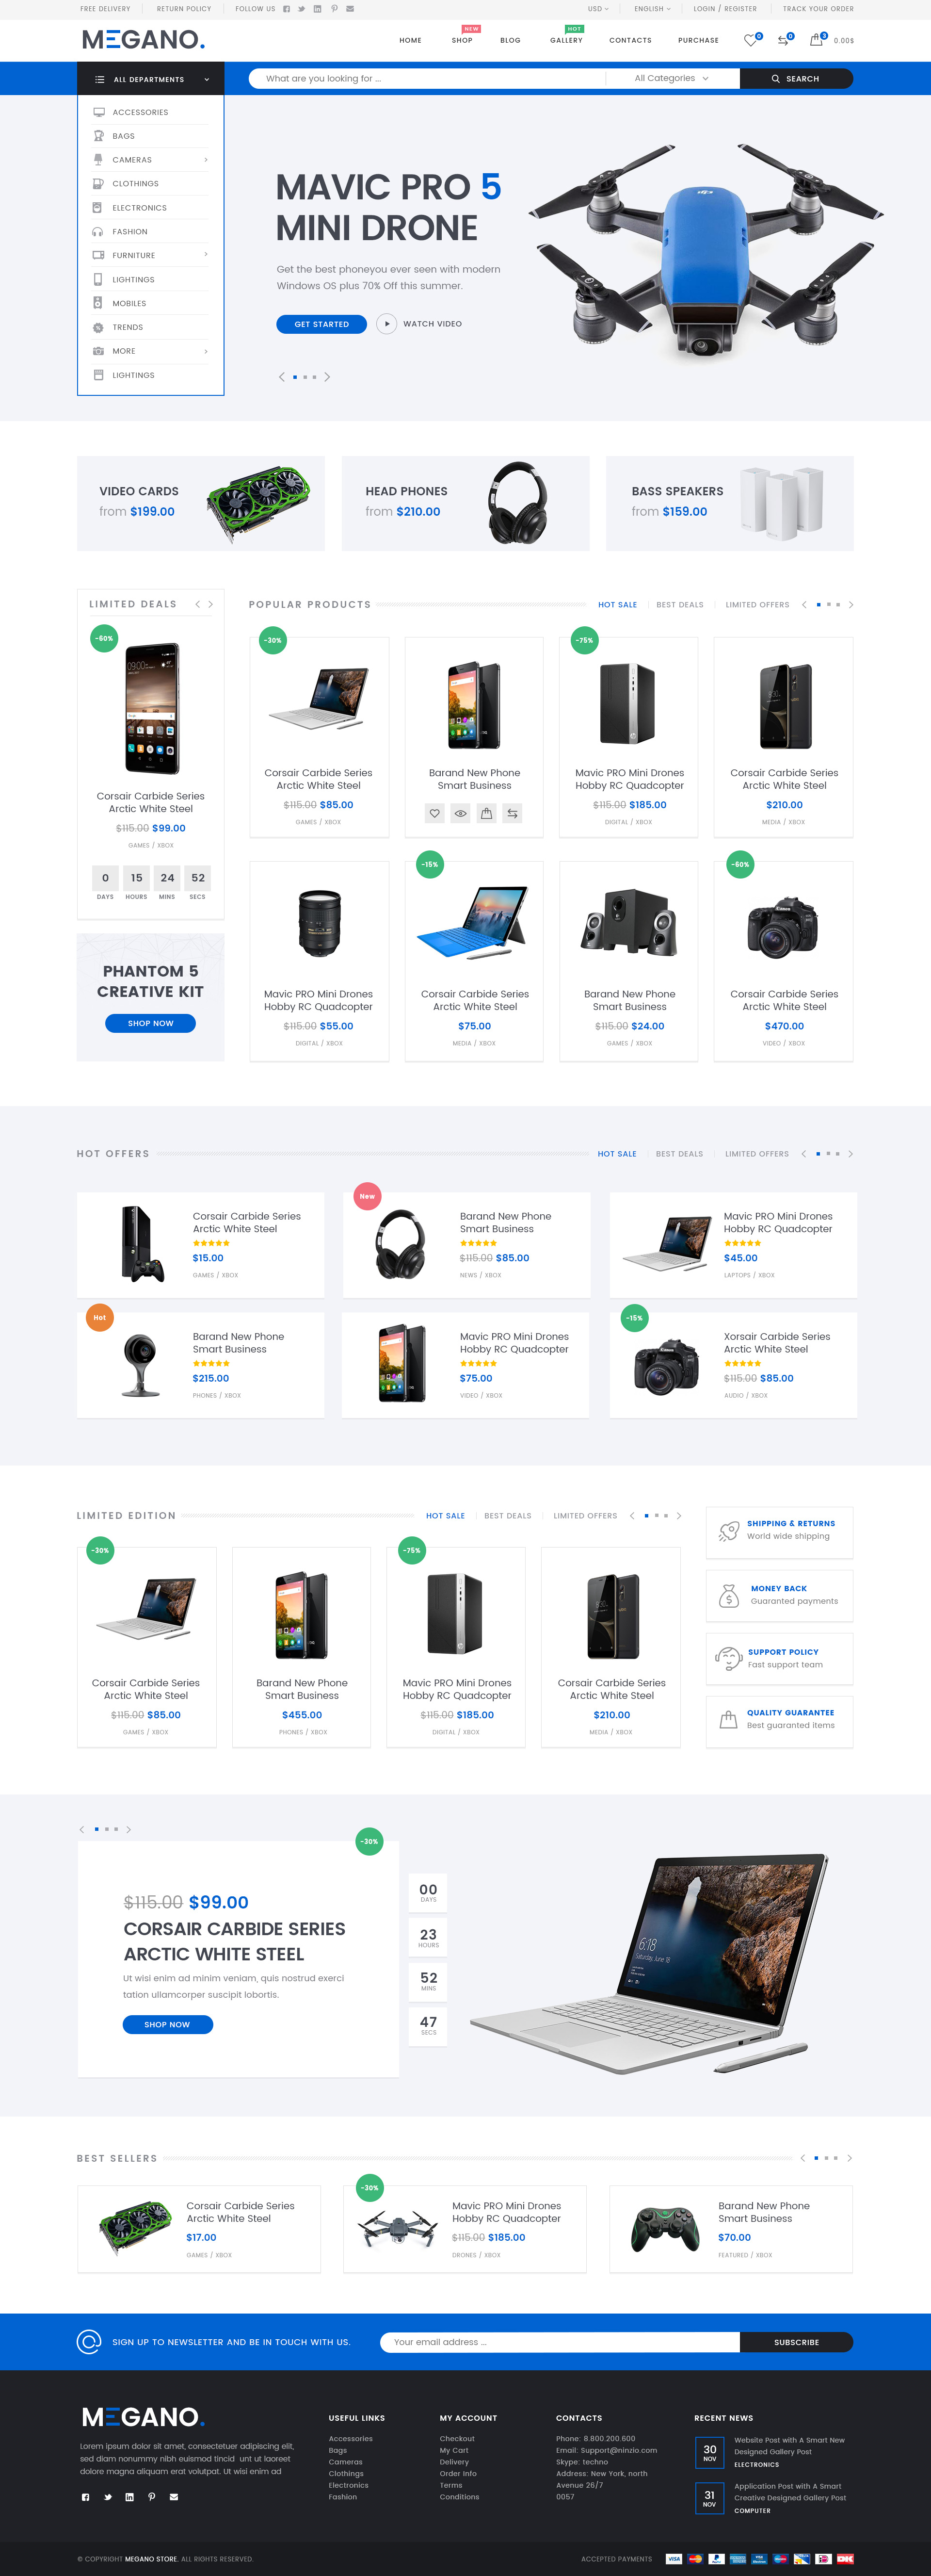 FREE DELIVERY RETURN POLICY FOLLOW US USD ENGLISH LOGIN / REGISTER TRACK YOUR ORDER
MEGANO.
HOME SHOP BLOG GALLERY CONTACTS PURCHASE
NEW
HOT
0 0 3 0.00$
ALL DEPARTMENTS
What are you looking for ... All Categories SEARCH
ACCESSORIES
BAGS
CAMERAS
CLOTHINGS
ELECTRONICS
FASHION
FURNITURE
LIGHTINGS
MOBILES
TRENDS
MORE
LIGHTINGS
MAVIC PRO 5
MINI DRONE
Get the best phoneyou ever seen with modern
Windows OS plus 70% Off this summer.
GET STARTED WATCH VIDEO
VIDEO CARDS
from $199.00
HEAD PHONES
from $210.00
BASS SPEAKERS
from $159.00
LIMITED DEALS
-60%
Corsair Carbide Series
Arctic White Steel
$115.00 $99.00
GAMES / XBOX
0 15 24 52
DAYS HOURS MINS SECS
PHANTOM 5
CREATIVE KIT
SHOP NOW
POPULAR PRODUCTS HOT SALE BEST DEALS LIMITED OFFERS
-30%
Corsair Carbide Series
Arctic White Steel
$115.00 $85.00
GAMES / XBOX
Barand New Phone
Smart Business
-75%
Mavic PRO Mini Drones
Hobby RC Quadcopter
$115.00 $185.00
DIGITAL / XBOX
Corsair Carbide Series
Arctic White Steel
$210.00
MEDIA / XBOX
Mavic PRO Mini Drones
Hobby RC Quadcopter
$115.00 $55.00
DIGITAL / XBOX
-15%
Corsair Carbide Series
Arctic White Steel
$75.00
MEDIA / XBOX
Barand New Phone
Smart Business
$115.00 $24.00
GAMES / XBOX
-60%
Canon
Corsair Carbide Series
Arctic White Steel
$470.00
VIDEO / XBOX
HOT OFFERS HOT SALE BEST DEALS LIMITED OFFERS
Corsair Carbide Series
Arctic White Steel
$15.00
GAMES / XBOX
New
Barand New Phone
Smart Business
$115.00 $85.00
NEWS / XBOX
Mavic PRO Mini Drones
Hobby RC Quadcopter
$45.00
LAPTOPS / XBOX
Hot
Barand New Phone
Smart Business
$215.00
PHONES / XBOX
Mavic PRO Mini Drones
Hobby RC Quadcopter
$75.00
VIDEO / XBOX
-15%
Canon
Xorsair Carbide Series
Arctic White Steel
$115.00 $85.00
AUDIO / XBOX
LIMITED EDITION HOT SALE BEST DEALS LIMITED OFFERS
-30%
Corsair Carbide Series
Arctic White Steel
$115.00 $85.00
GAMES / XBOX
Barand New Phone
Smart Business
$455.00
PHONES / XBOX
-75%
Mavic PRO Mini Drones
Hobby RC Quadcopter
$115.00 $185.00
DIGITAL / XBOX
Corsair Carbide Series
Arctic White Steel
$210.00
MEDIA / XBOX
SHIPPING & RETURNS
World wide shipping
MONEY BACK
Guaranted payments
SUPPORT POLICY
Fast support team
QUALITY GUARANTEE
Best guaranted items
-30%
$115.00 $99.00
CORSAIR CARBIDE SERIES
ARCTIC WHITE STEEL
Ut wisi enim ad minim veniam, quis nostrud exerci
tation ullamcorper suscipit lobortis.
SHOP NOW
00
DAYS
23
HOURS
52
MINS
47
SECS
6:18
Saturday, June 18
BEST SELLERS
Corsair Carbide Series
Arctic White Steel
$17.00
GAMES / XBOX
-30%
Mavic PRO Mini Drones
Hobby RC Quadcopter
$115.00 $185.00
DRONES / XBOX
Barand New Phone
Smart Business
$70.00
FEATURED / XBOX
SIGN UP TO NEWSLETTER AND BE IN TOUCH WITH US.
Your email address ... SUBSCRIBE
MEGANO.
Lorem ipsum dolor sit amet, consectetuer adipiscing elit,
sed diam nonummy nibh euismod tincid unt ut laoreet
dolore magna aliquam erat volutpat. Ut wisi enim ad
USEFUL LINKS
Accessories
Bags
Cameras
Clothings
Electronics
Fashion
MY ACCOUNT
Checkout
My Cart
Delivery
Order Info
Terms
Conditions
CONTACTS
Phone: 8.800.200.600
Email: Support@ninzio.com
Skype: techno
Address: New York, north
Avenue 26/7
0057
RECENT NEWS
30
NOV
Website Post with A Smart New
Designed Gallery Post
ELECTRONICS
31
NOV
Application Post with A Smart
Creative Designed Gallery Post
COMPUTER
© COPYRIGHT MEGANO STORE. ALL RIGHTS RESERVED.
ACCEPTED PAYMENTS
VISA